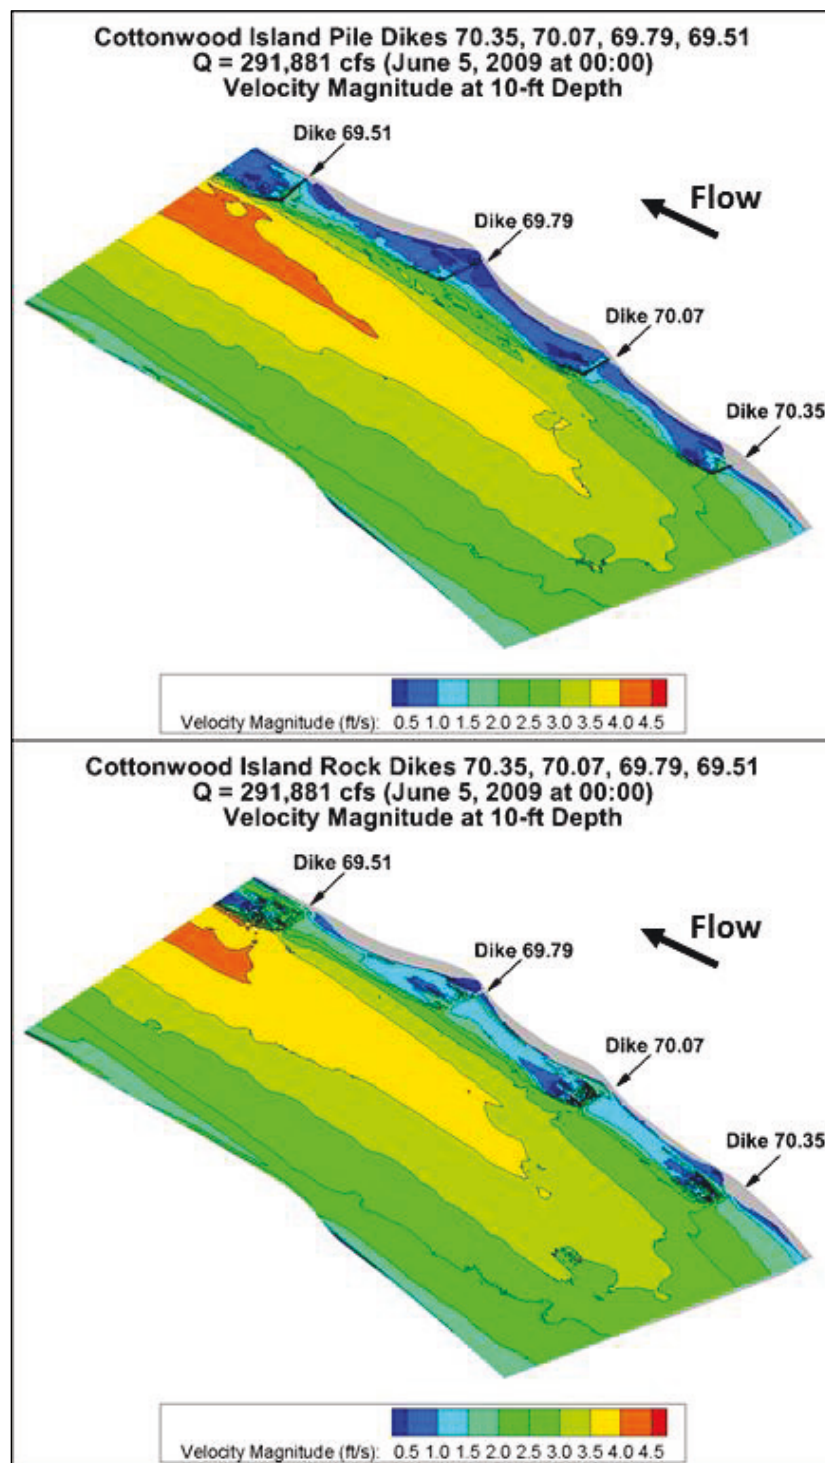 Cottonwood Island Pile Dikes 70.35, 70.07, 69.79, 69.51
Q = 291,881 cfs (June 5, 2009 at 00:00)
Velocity Magnitude at 10-ft Depth
Dike 69.51
Flow
Dike 69.79
Dike 70.07
Dike 70.35
Velocity Magnitude (ft/s): 0.5 1.0 1.5 2.0 2.5 3.0 3.5 4.0 4.5
Cottonwood Island Rock Dikes 70.35, 70.07, 69.79, 69.51
Q = 291,881 cfs (June 5, 2009 at 00:00)
Velocity Magnitude at 10-ft Depth
Dike 69.51
Flow
Dike 69.79
Dike 70.07
Dike 70.35
Velocity Magnitude (ft/s): 0.5 1.0 1.5 2.0 2.5 3.0 3.5 4.0 4.5